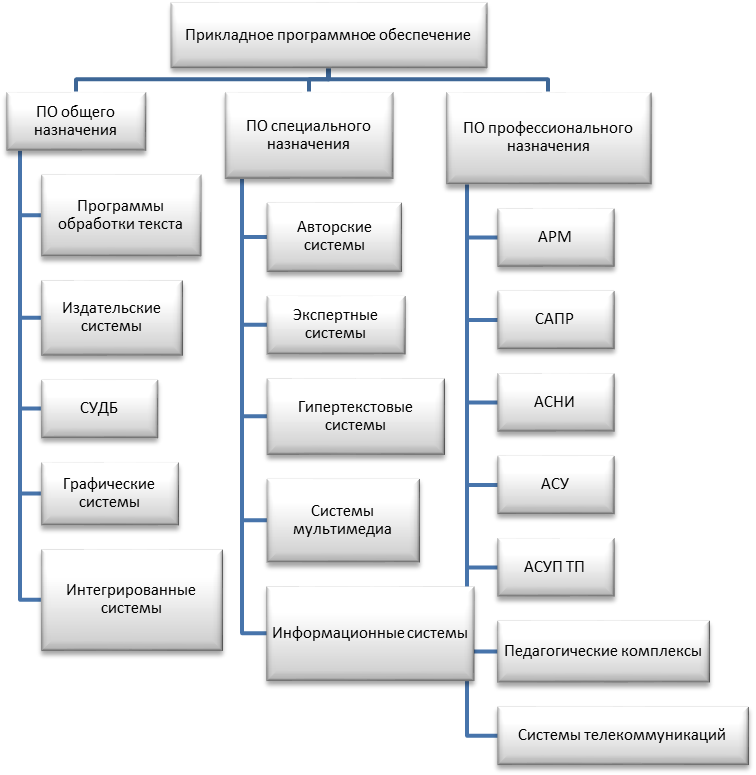 Прикладное программное обеспечение
ПО общего
назначения
Программы
обработки текста
Издательские
системы
СУДБ
Графические
системы
Интегрированные
системы
ПО специального
назначения
Авторские
системы
Экспертные
системы
Гипертекстовые
системы
Системы
мультимедиа
Информационные системы
ПО профессионального
назначения
АРМ
САПР
АСНИ
АСУ
АСУП ТП
Педагогические комплексы
Системы телекоммуникаций